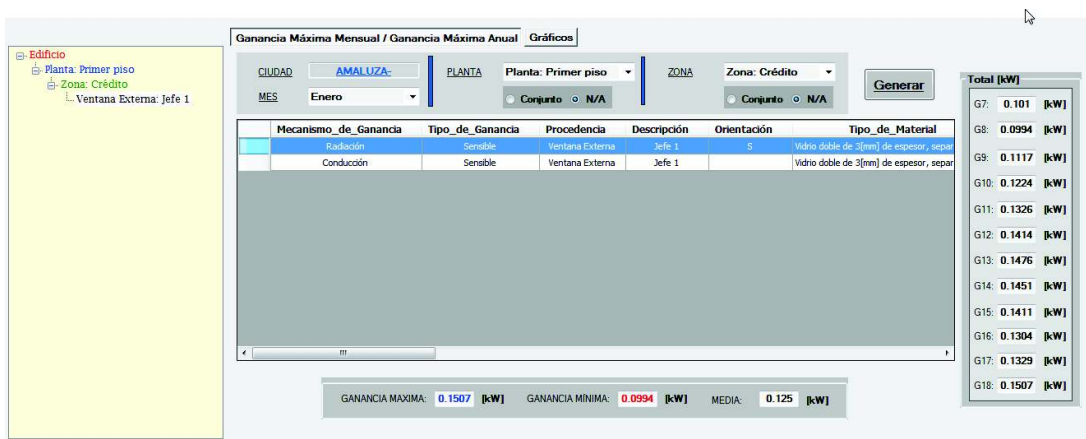 Edificio
Planta: Primer piso
Zona: Crédito
Ventana Externa: Jefe 1
Ganancia Máxima Mensual / Ganancia Máxima Anual Gráficos
CIUDAD AMALUZA- PLANTA Planta: Primer piso ZONA Zona: Crédito
MES Enero Conjunto N/A Conjunto N/A
Generar
Mecanismo_de_Ganancia Tipo_de_Ganancia Procedencia Descripción Orientación Tipo_de_Material
Radiación Sensible Ventana Externa Jefe 1 S Vidrio doble de 3[mm] de espesor, separ
Conducción Sensible Ventana Externa Jefe 1 Vidrio doble de 3[mm] de espesor, separ
GANANCIA MAXIMA: 0.1507 [kW] GANANCIA MÍNIMA: 0.0994 [kW] MEDIA: 0.125 [kW]
Total [kW]
G7: 0.101 [kW]
G8: 0.0994 [kW]
G9: 0.1117 [kW]
G10: 0.1224 [kW]
G11: 0.1326 [kW]
G12: 0.1414 [kW]
G13: 0.1476 [kW]
G14: 0.1451 [kW]
G15: 0.1411 [kW]
G16: 0.1304 [kW]
G17: 0.1329 [kW]
G18: 0.1507 [kW]